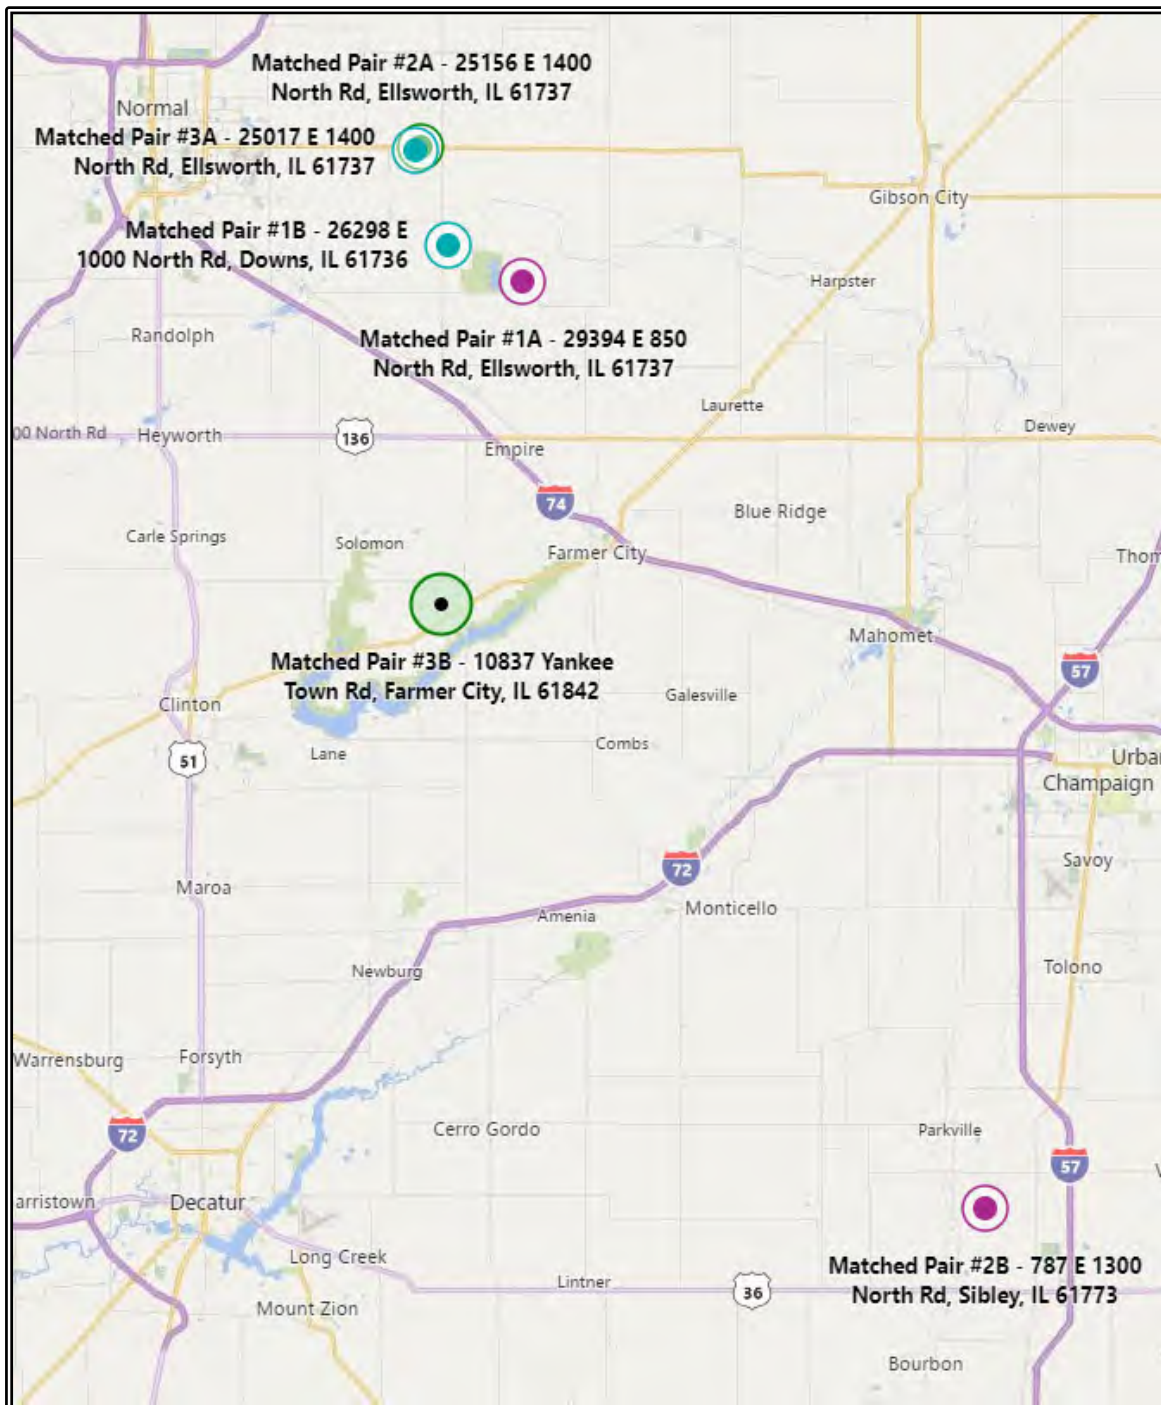 Matched Pair #2A - 25156 E 1400
North Rd, Ellsworth, IL 61737
Normal
Matched Pair #3A - 25017 E 1400
North Rd, Ellsworth, IL 61737
Gibson City
Matched Pair #1B - 26298 E
1000 North Rd, Downs, IL 61736
Harpster
Randolph
Matched Pair #1A - 29394 E 850
North Rd, Ellsworth, IL 61737
Laurette
00 North Rd
Heyworth
136
Dewey
Empire
74
Blue Ridge
Carle Springs
Solomon
Farmer City
Thom
Mahomet
Matched Pair #3B - 10837 Yankee
Town Rd, Farmer City, IL 61842
57
Galesville
Clinton
Combs
Lane
51
Urba
Champaign
Savoy
72
Maroa
Monticello
Amenia
Newburg
Tolono
Warrensburg
Forsyth
72
Cerro Gordo
Parkville
57
arristown
Decatur
Long Creek
Matched Pair #2B - 787 E 1300
North Rd, Sibley, IL 61773
Lintner
36
Mount Zion
Bourbon